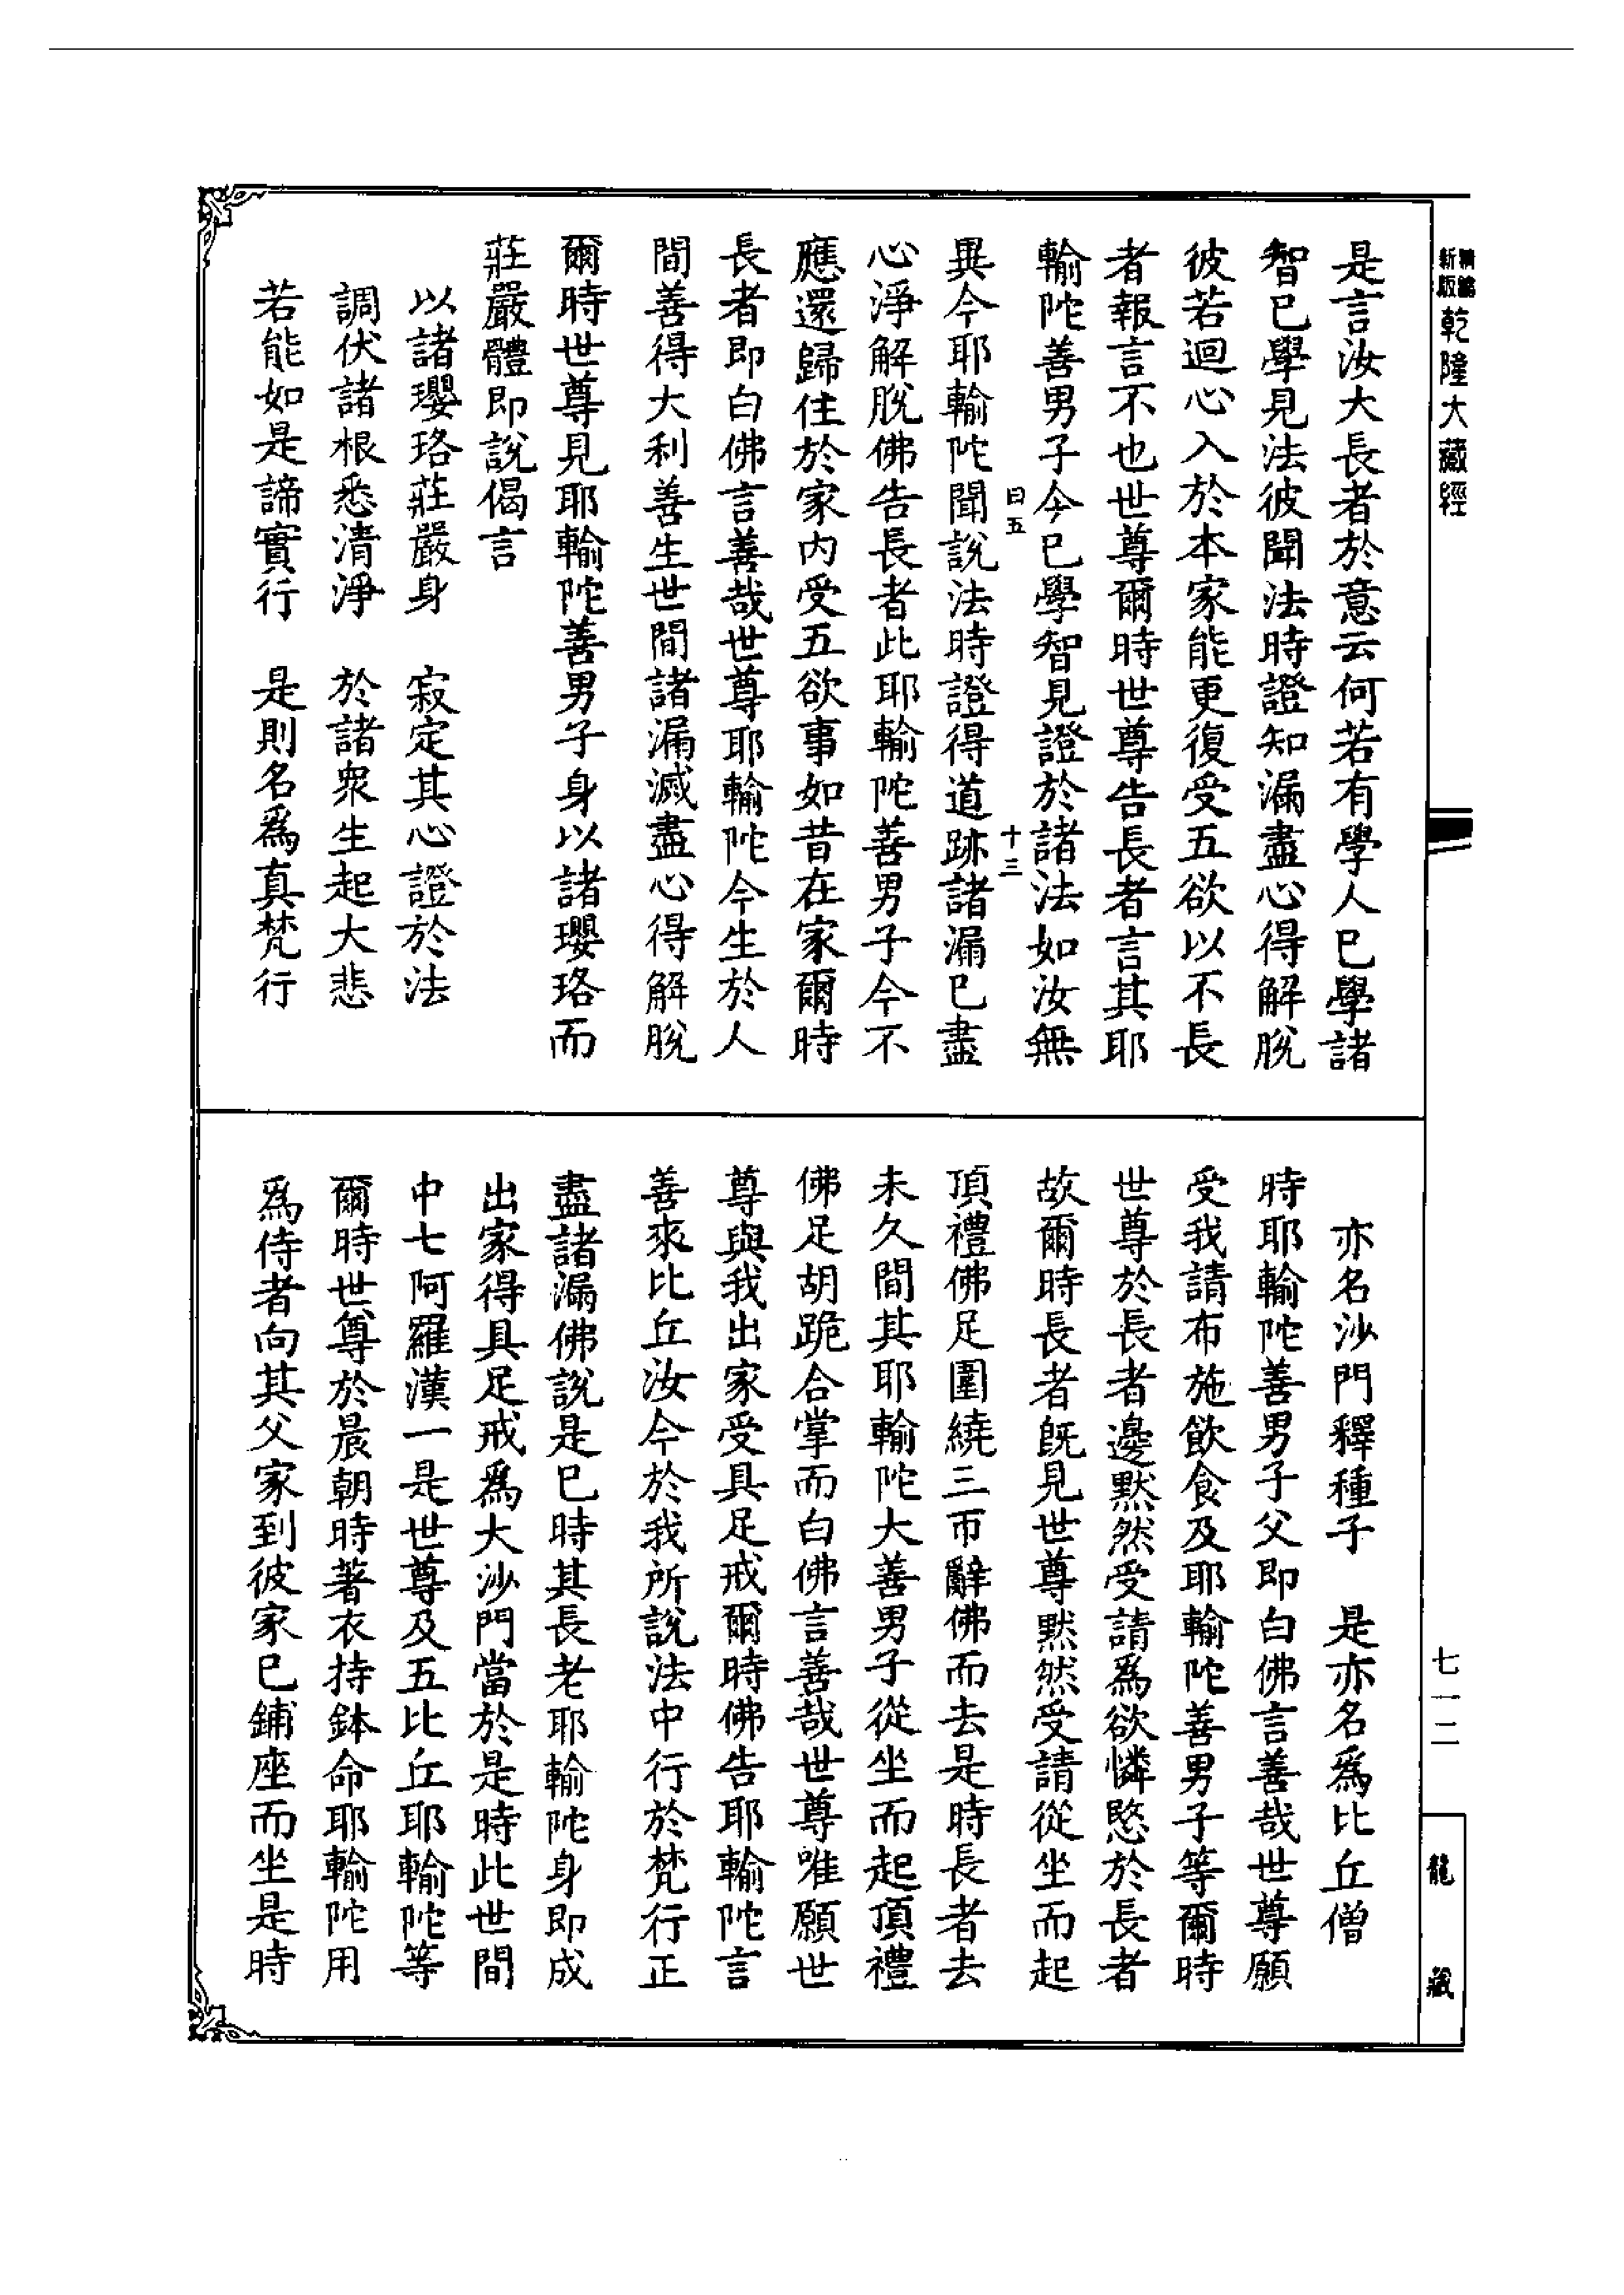 精編
新版
乾隆大藏經
是言汝大長者於意云何若有學人已學諸
智已學見法彼聞法時證知漏盡心得解脫
彼若迴心入於本家能更復受五欲以不長
者報言不也世尊爾時世尊告長者言其耶
輸陀善男子今已學智見證於諸法如汝無
曰五
十三
異今耶輸陀聞說法時證得道跡諸漏已盡
心淨解脫佛告長者此耶輸陀善男子今不
應還歸住於家內受五欲事如昔在家爾時
長者即白佛言善哉世尊耶輸陀今生於人
間善得大利善生世間諸漏滅盡心得解脫
爾時世尊見耶輸陀善男子身以諸瓔珞而
莊嚴體即說偈言
以諸瓔珞莊嚴身　寂定其心證於法
調伏諸根悉清淨　於諸眾生起大悲
若能如是諦實行　是則名為真梵行
亦名沙門釋種子　是亦名為比丘僧
時耶輸陀善男子父即白佛言善哉世尊願
受我請布施飲食及耶輸陀善男子等爾時
世尊於長者邊默然受請為欲憐愍於長者
故爾時長者既見世尊默然受請從坐而起
頂禮佛足圍繞三帀辭佛而去是時長者去
未久間其耶輸陀大善男子從坐而起頂禮
佛足胡跪合掌而白佛言善哉世尊唯願世
尊與我出家受具足戒爾時佛告耶輸陀言
善來比丘汝今於我所說法中行於梵行正
盡諸漏佛說是已時其長老耶輸陀身即成
出家得具足戒為大沙門當於是時此世間
中七阿羅漢一是世尊及五比丘耶輸陀等
爾時世尊於晨朝時著衣持鉢命耶輸陀用
為侍者向其父家到彼家已鋪座而坐是時
七一二
龍藏